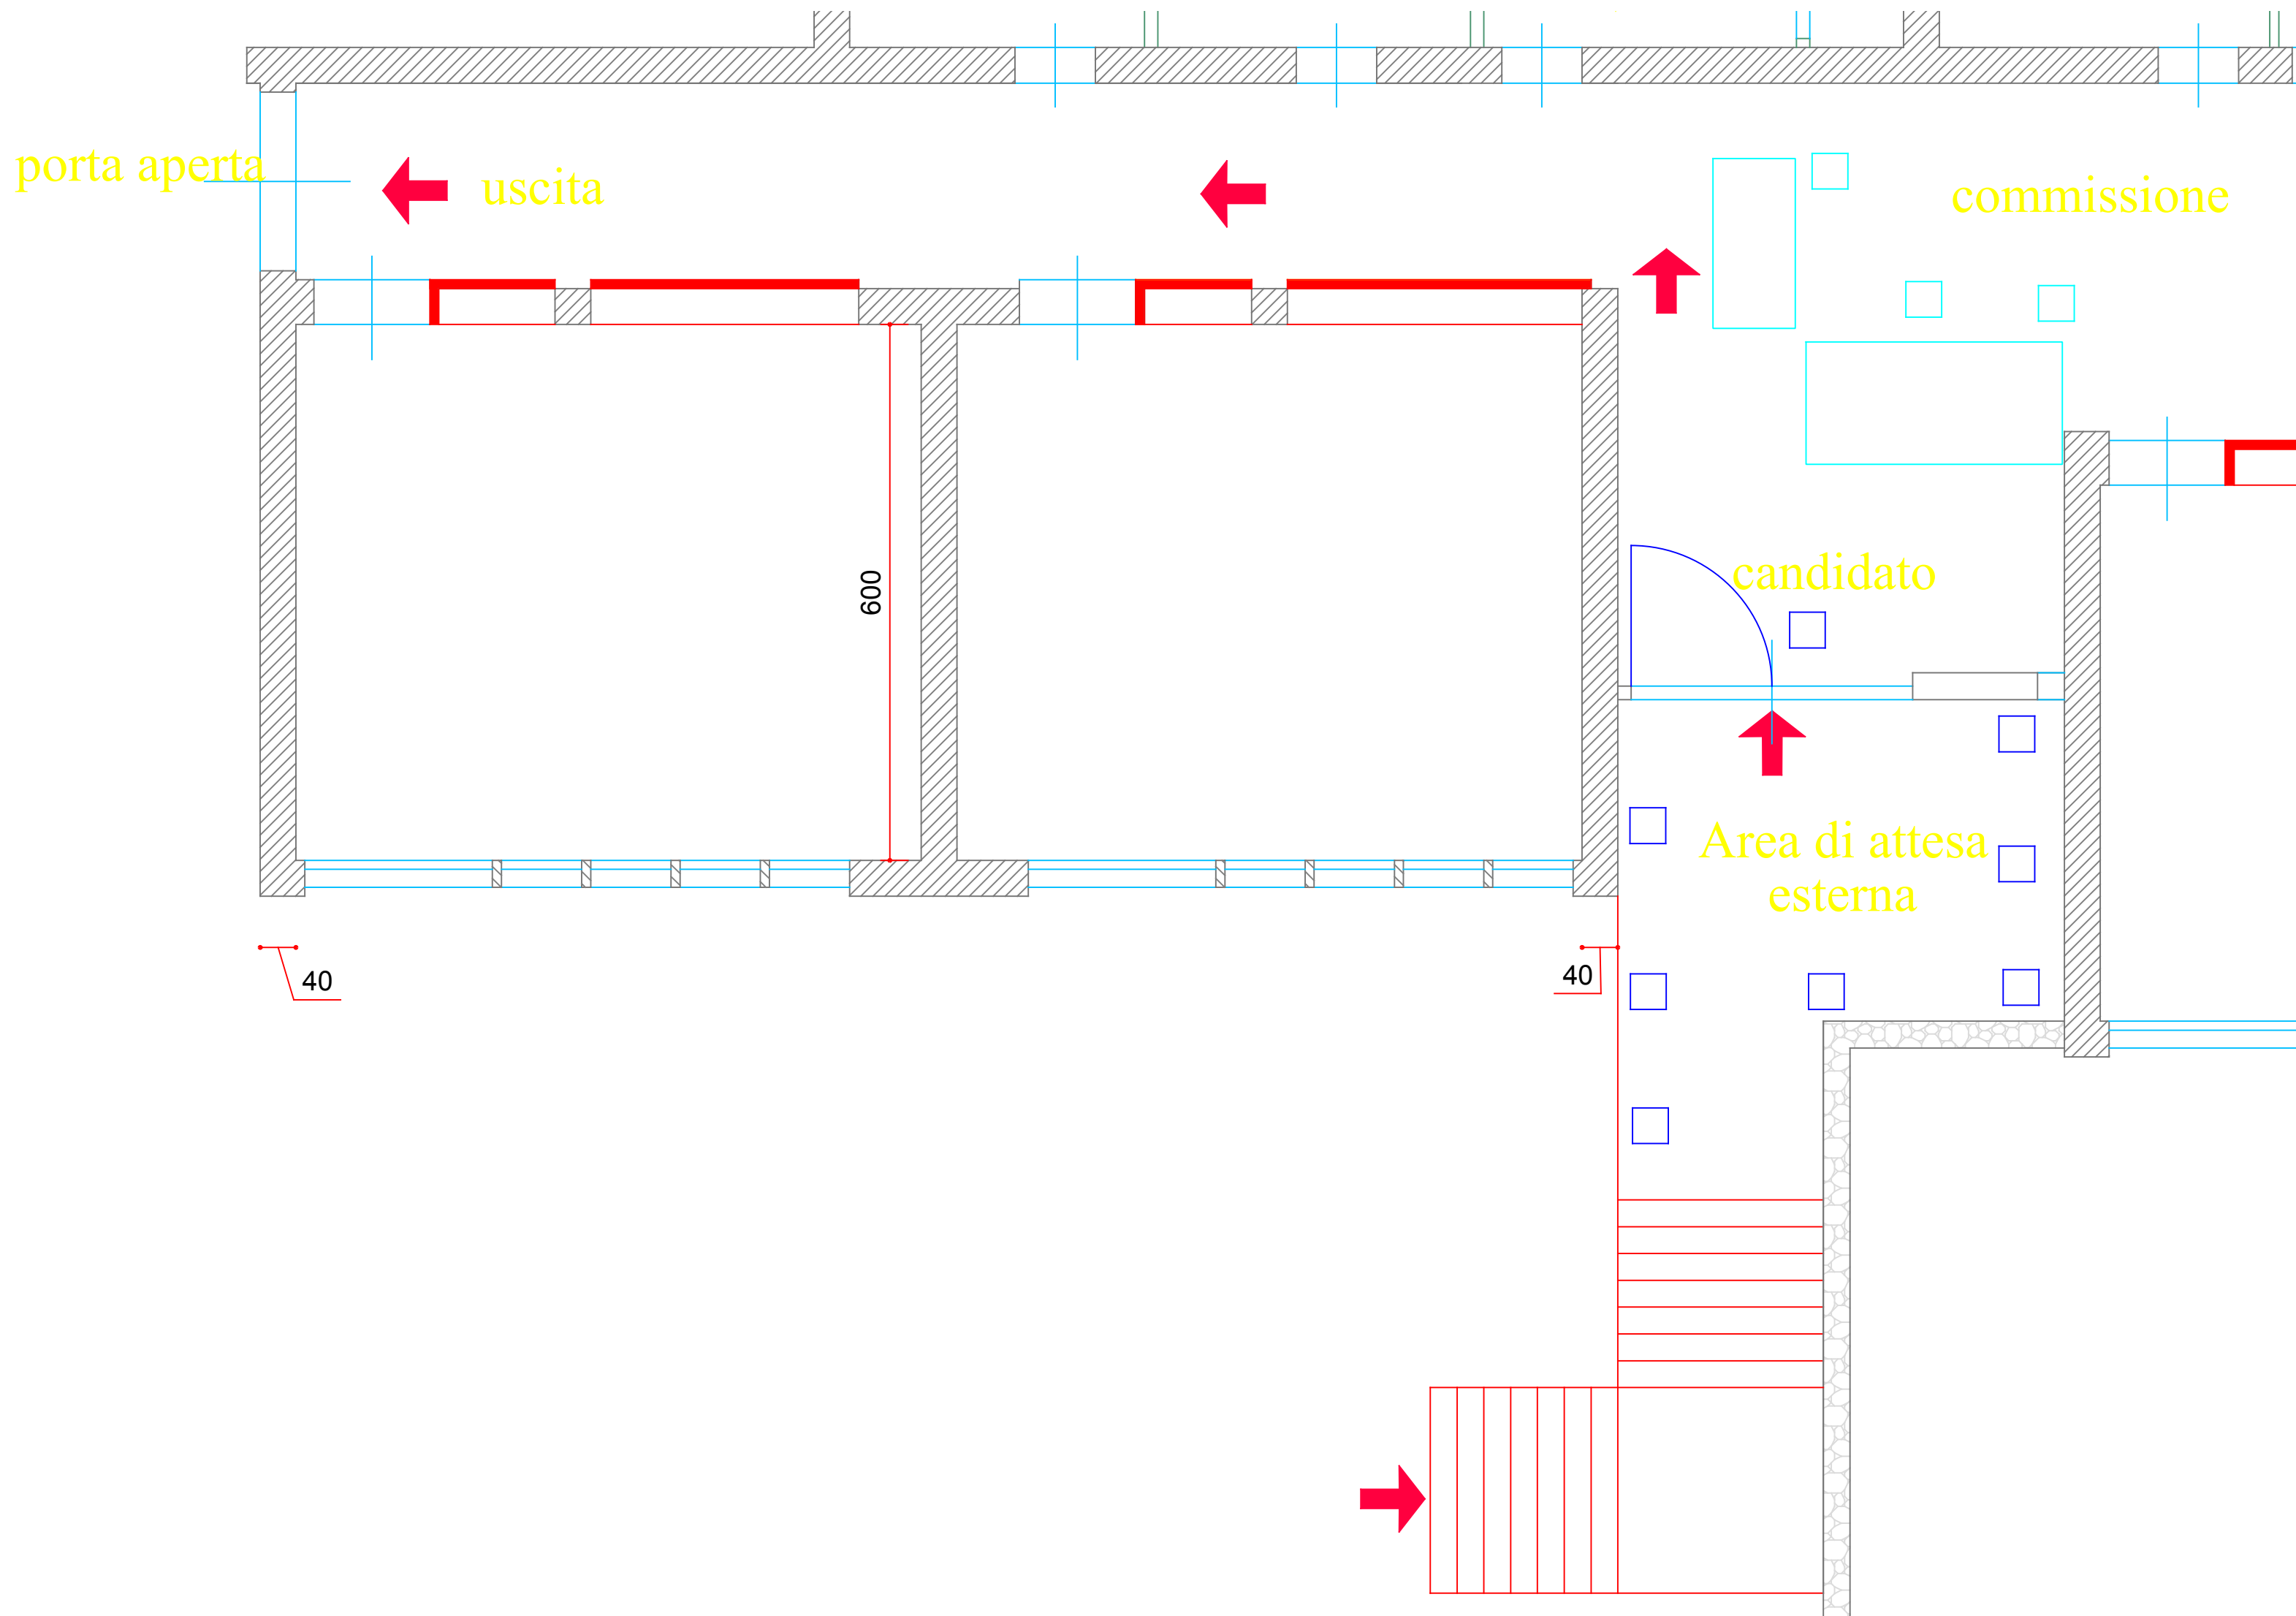 porta aperta
uscita
commissione
600
candidato
Area di attesa
esterna
40
40